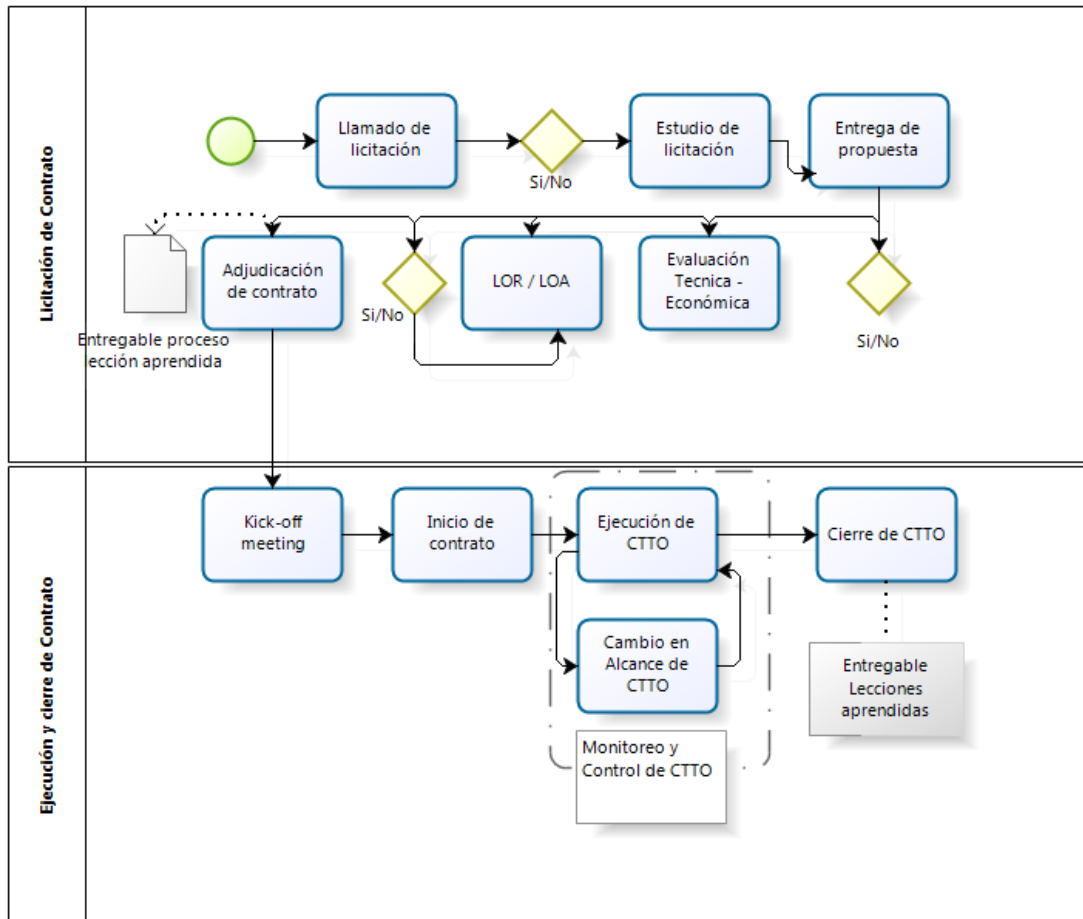 Licitación de Contrato
Llamado de
licitación
Si/No
Estudio de
licitación
Entrega de
propuesta
Entregable proceso
lección aprendida
Adjudicación
de contrato
Si/No
LOR / LOA
Evaluación
Tecnica -
Económica
Si/No
Ejecución y cierre de Contrato
Kick-off
meeting
Inicio de
contrato
Ejecución de
CTTO
Cierre de CTTO
Cambio en
Alcance de
CTTO
Entregable
Lecciones
aprendidas
Monitoreo y
Control de CTTO